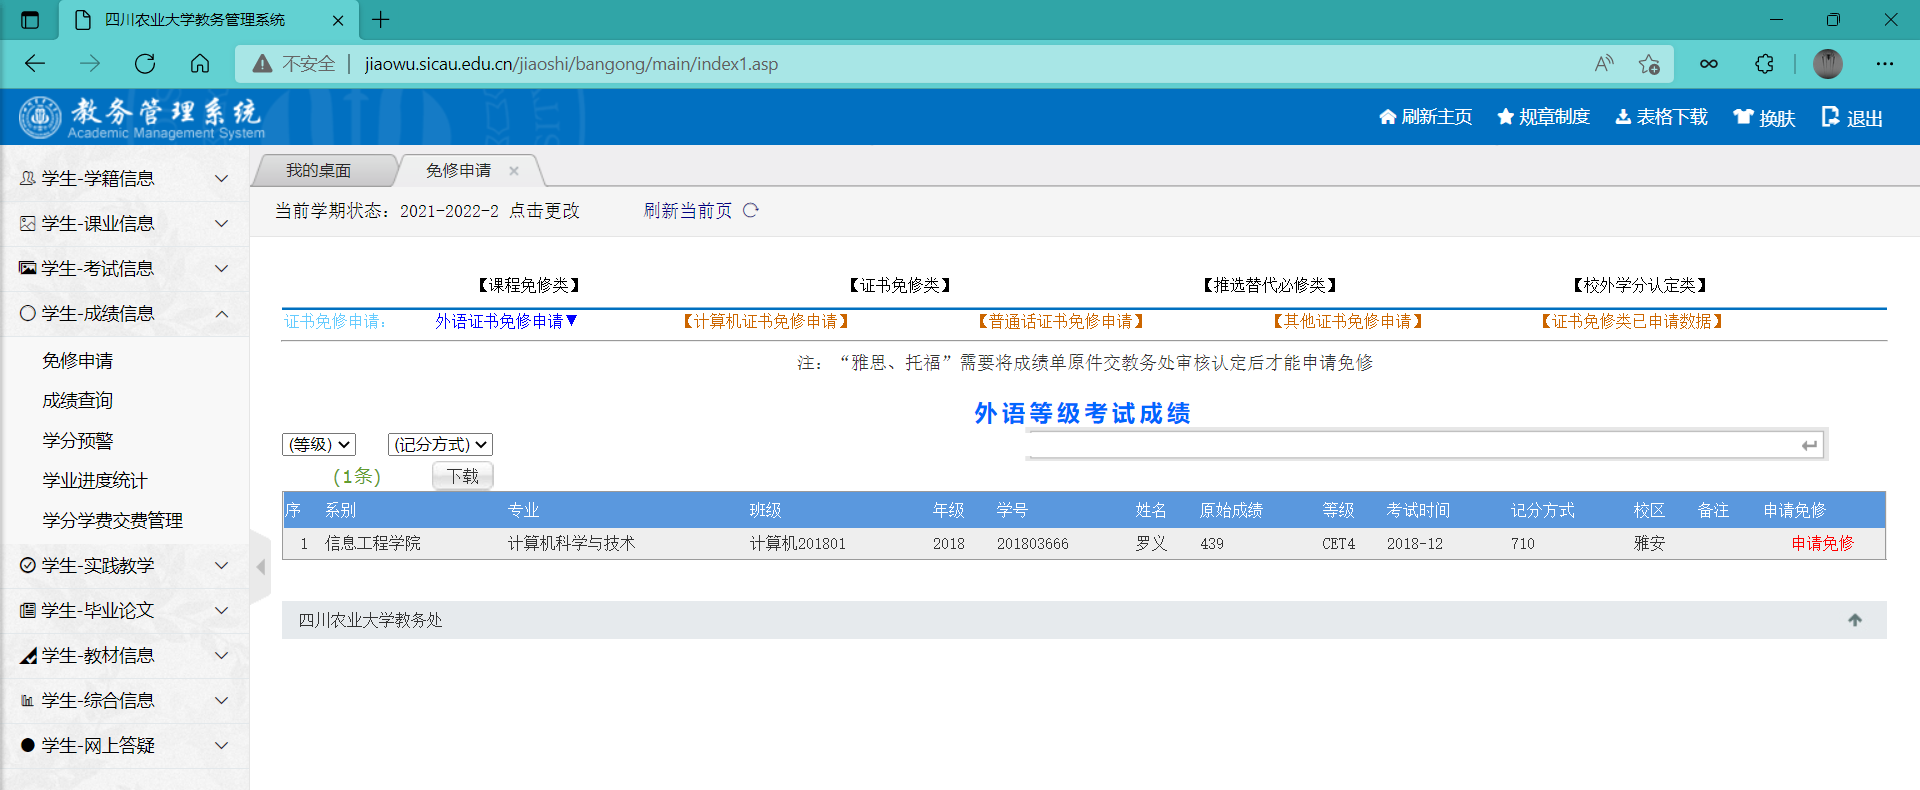 四川农业大学教务管理系统
不安全 jiaowu.sicau.edu.cn/jiaoshi/bangong/main/index1.asp
教务管理系统
Academic Management System
刷新主页 规章制度 表格下载 换肤 退出
学生-学籍信息
学生-课业信息
学生-考试信息
学生-成绩信息
免修申请
成绩查询
学分预警
学业进度统计
学分学费交费管理
学生-实践教学
学生-毕业论文
学生-教材信息
学生-综合信息
学生-网上答疑
我的桌面 免修申请
当前学期状态：2021-2022-2 点击更改 刷新当前页
【课程免修类】 【证书免修类】 【推选替代必修类】 【校外学分认定类】
证书免修申请： 外语证书免修申请▼ 【计算机证书免修申请】 【普通话证书免修申请】 【其他证书免修申请】 【证书免修类已申请数据】
注：“雅思、托福”需要将成绩单原件交教务处审核认定后才能申请免修
外语等级考试成绩
(等级) (记分方式)
(1条) 下载
序 系别 专业 班级 年级 学号 姓名 原始成绩 等级 考试时间 记分方式 校区 备注 申请免修
1 信息工程学院 计算机科学与技术 计算机201801 2018 201803666 罗义 439 CET4 2018-12 710 雅安 申请免修
四川农业大学教务处